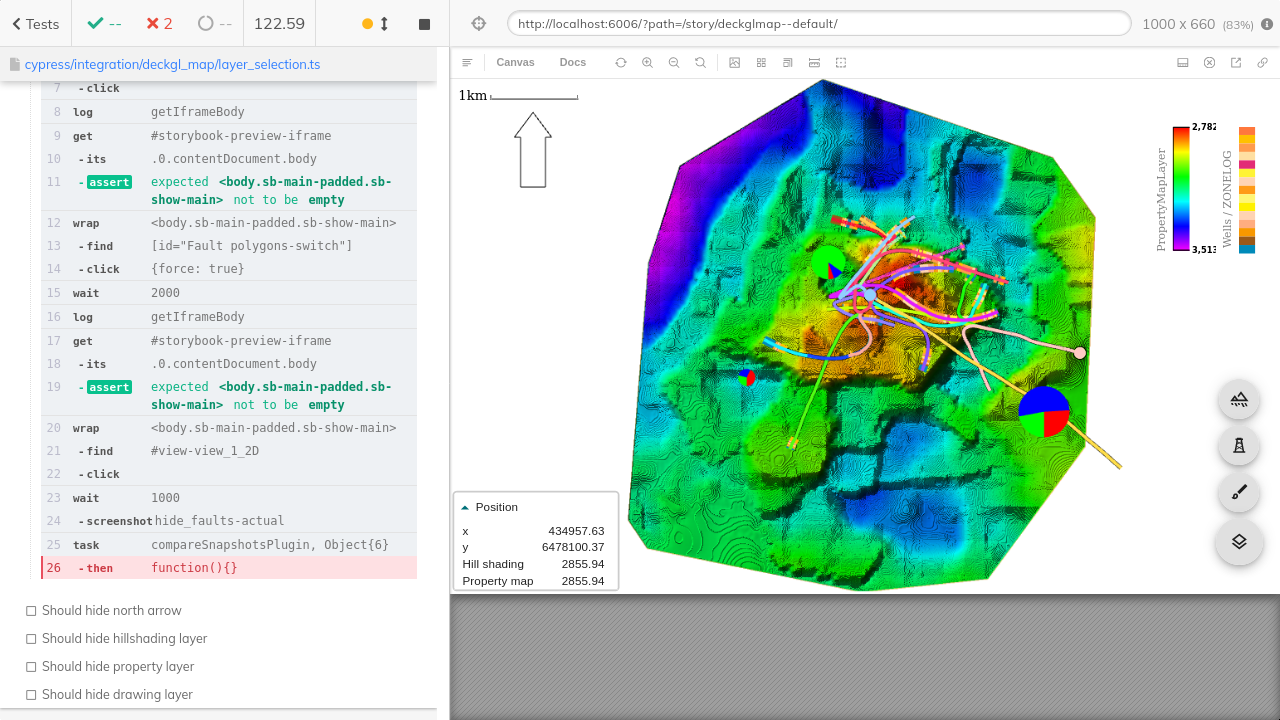 Tests
--
2
--
122.59
http://localhost:6006/?path=/story/deckglmap--default/
1000 x 660 (83%)
cypress/integration/deckgl_map/layer_selection.ts
7 -click
8 log getIframeBody
9 get #storybook-preview-iframe
10 -its .0.contentDocument.body
11 -assert expected <body.sb-main-padded.sb-
show-main> not to be empty
12 wrap <body.sb-main-padded.sb-show-main>
13 -find [id="Fault polygons-switch"]
14 -click {force: true}
15 wait 2000
16 log getIframeBody
17 get #storybook-preview-iframe
18 -its .0.contentDocument.body
19 -assert expected <body.sb-main-padded.sb-
show-main> not to be empty
20 wrap <body.sb-main-padded.sb-show-main>
21 -find #view-view_1_2D
22 -click
23 wait 1000
24 -screenshot hide_faults-actual
25 task compareSnapshotsPlugin, Object{6}
26 -then function(){}
Should hide north arrow
Should hide hillshading layer
Should hide property layer
Should hide drawing layer
Canvas Docs
1km
PropertyMapLayer
2,782
3,513
Wells / ZONELOG
Position
x 434957.63
y 6478100.37
Hill shading 2855.94
Property map 2855.94